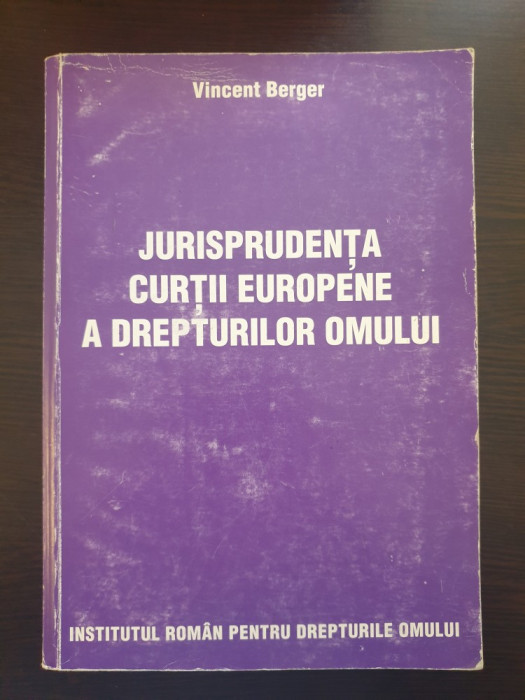 Vincent Berger
JURISPRUDENȚA
CURȚII EUROPENE
A DREPTURILOR OMULUI
INSTITUTUL ROMÂN PENTRU DREPTURILE OMULUI